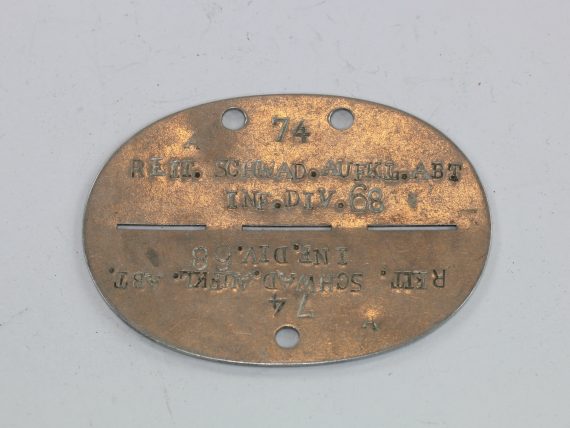 A 74
REIT. SCHWAD. AUFKL. ABT
INF. DIV. 68
A 74
REIT. SCHWAD. AUFKL. ABT.
INF. DIV. 68